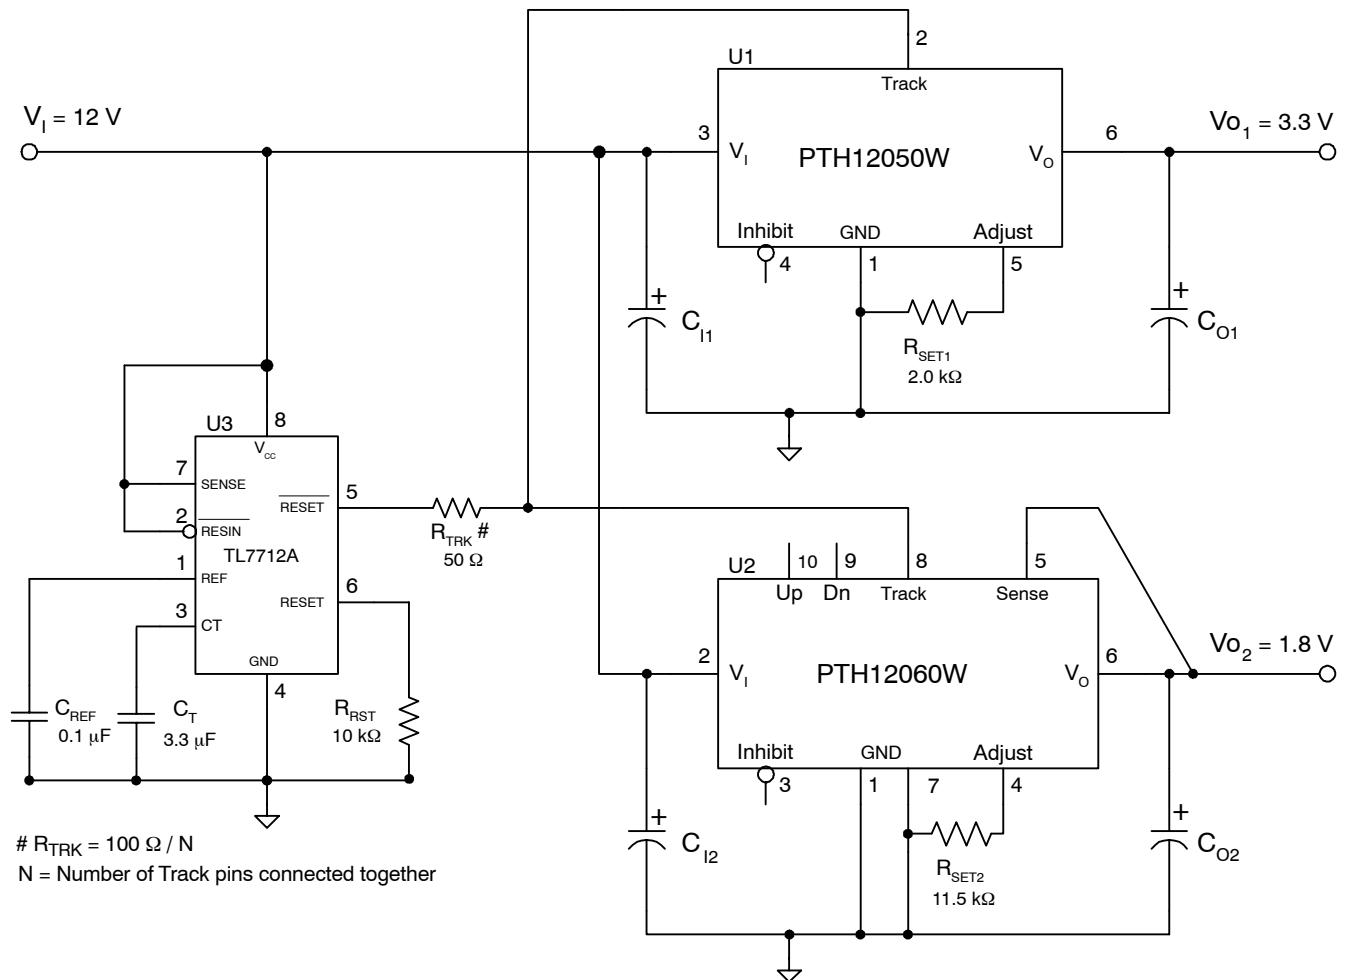 2
U1
Track
V_I = 12 V
3
V_I
PTH12050W
V_O
6
Vo_1 = 3.3 V
Inhibit
GND
Adjust
4
1
5
+
C_I1
R_SET1
2.0 kΩ
+
C_O1
U3
8
V_CC
7
SENSE
2
RESIN
TL7712A
1
REF
3
CT
GND
4
RESET
5
RESET
6
R_TRK #
50 Ω
C_REF
0.1 μF
C_T
3.3 μF
R_RST
10 kΩ
U2
10
9
8
5
Up
Dn
Track
Sense
2
V_I
PTH12060W
V_O
6
Vo_2 = 1.8 V
Inhibit
GND
Adjust
3
1
7
4
+
C_I2
R_SET2
11.5 kΩ
+
C_O2
# R_TRK = 100 Ω / N
N = Number of Track pins connected together